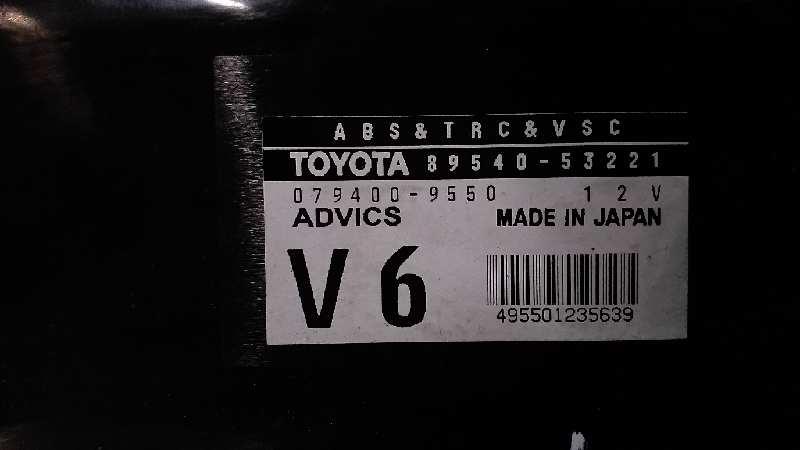 ABS&TRC&VSC
TOYOTA 89540-53221
079400-9550 12V
ADVICS MADE IN JAPAN
V6
495501235639